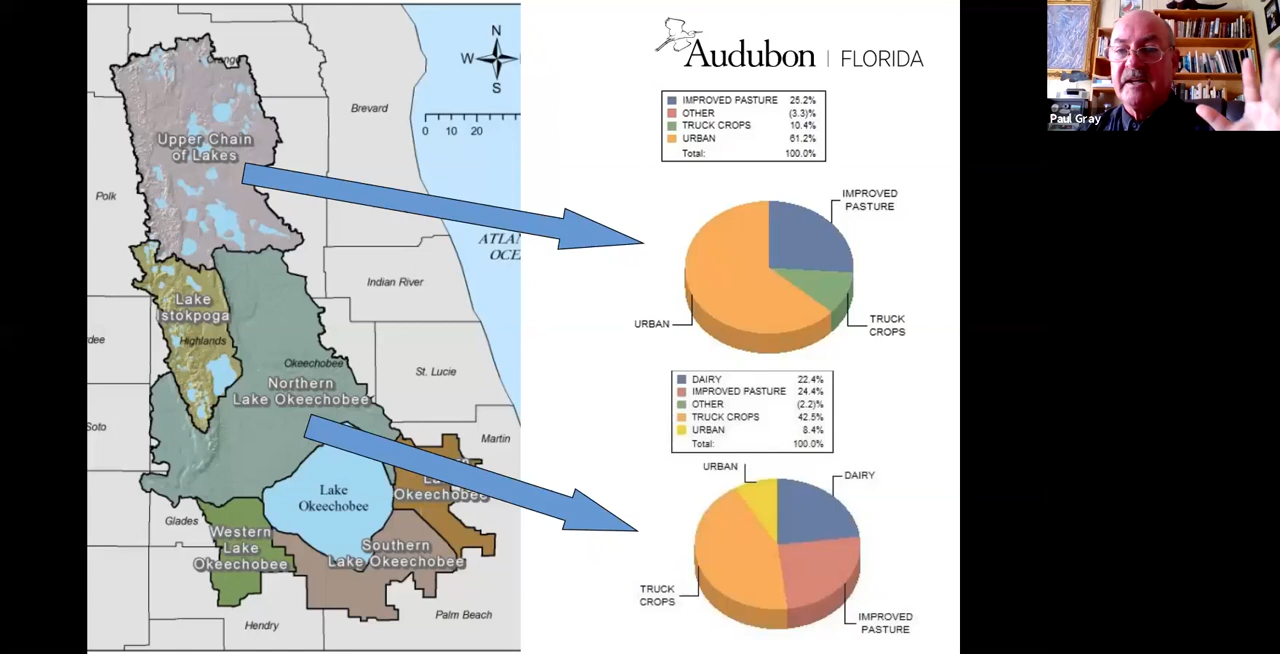 N
W
S
0 10 20
Orange
Brevard
Upper Chain
of Lakes
Polk
ATLAN
OCE
Indian River
Lake
Istokpoga
Highlands
dee
Okeechobee
St. Lucie
Northern
Lake Okeechobee
Soto
Martin
Lake
Okeechobee
Okeechobee
Glades
Western
Lake
Okeechobee
Southern
Lake Okeechobee
Palm Beach
Hendry
Audubon | FLORIDA
IMPROVED PASTURE 25.2%
OTHER (3.3)%
TRUCK CROPS 10.4%
URBAN 61.2%
Total: 100.0%
IMPROVED
PASTURE
URBAN
TRUCK
CROPS
DAIRY 22.4%
IMPROVED PASTURE 24.4%
OTHER (2.2)%
TRUCK CROPS 42.5%
URBAN 8.4%
Total: 100.0%
URBAN
DAIRY
TRUCK
CROPS
IMPROVED
PASTURE
Paul Gray